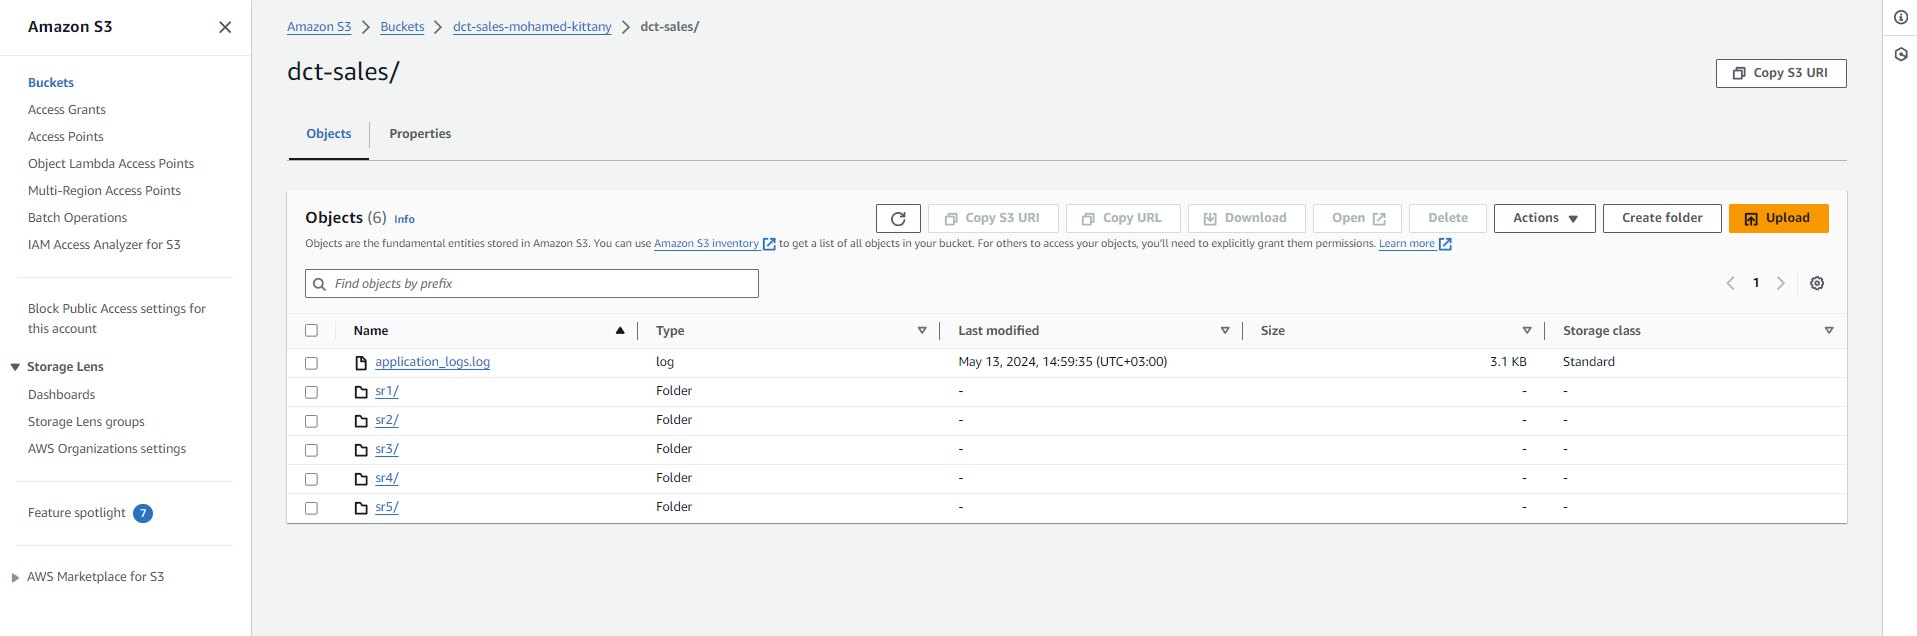 Amazon S3
Buckets
Access Grants
Access Points
Object Lambda Access Points
Multi-Region Access Points
Batch Operations
IAM Access Analyzer for S3
Block Public Access settings for
this account
Storage Lens
Dashboards
Storage Lens groups
AWS Organizations settings
Feature spotlight 7
AWS Marketplace for S3
Amazon S3 > Buckets > dct-sales-mohamed-kittany > dct-sales/
dct-sales/
Copy S3 URI
Objects Properties
Objects (6) Info
Copy S3 URI Copy URL Download Open Delete Actions Create folder Upload
Objects are the fundamental entities stored in Amazon S3. You can use Amazon S3 inventory to get a list of all objects in your bucket. For others to access your objects, you'll need to explicitly grant them permissions. Learn more
Find objects by prefix
1
Name Type Last modified Size Storage class
application_logs.log log May 13, 2024, 14:59:35 (UTC+03:00) 3.1 KB Standard
sr1/ Folder - - -
sr2/ Folder - - -
sr3/ Folder - - -
sr4/ Folder - - -
sr5/ Folder - - -